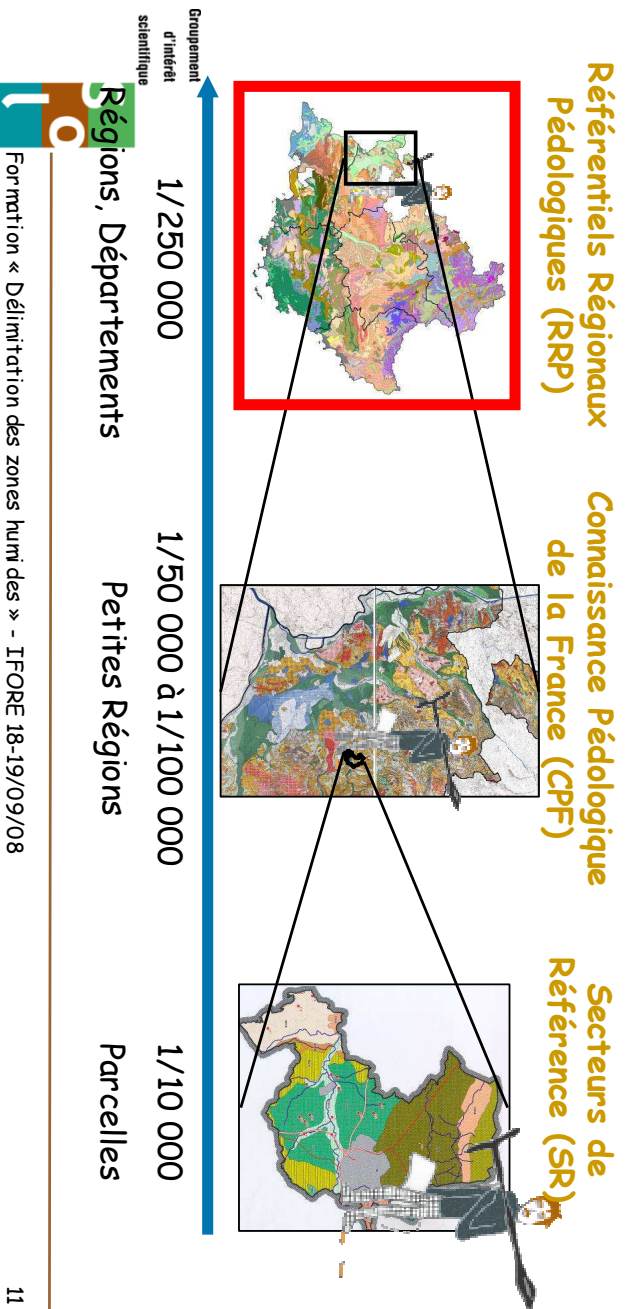 Référentiels Régionaux
Pédologiques (RRP)
Connaissance Pédologique
de la France (CPF)
Secteurs de
Référence (SR)
1/250 000
1/50 000 à 1/100 000
1/10 000
Régions, Départements
Petites Régions
Parcelles
Groupement
d'intérêt
scientifique
Formation « Délimitation des zones humides » - IFORE 18-19/09/08
11